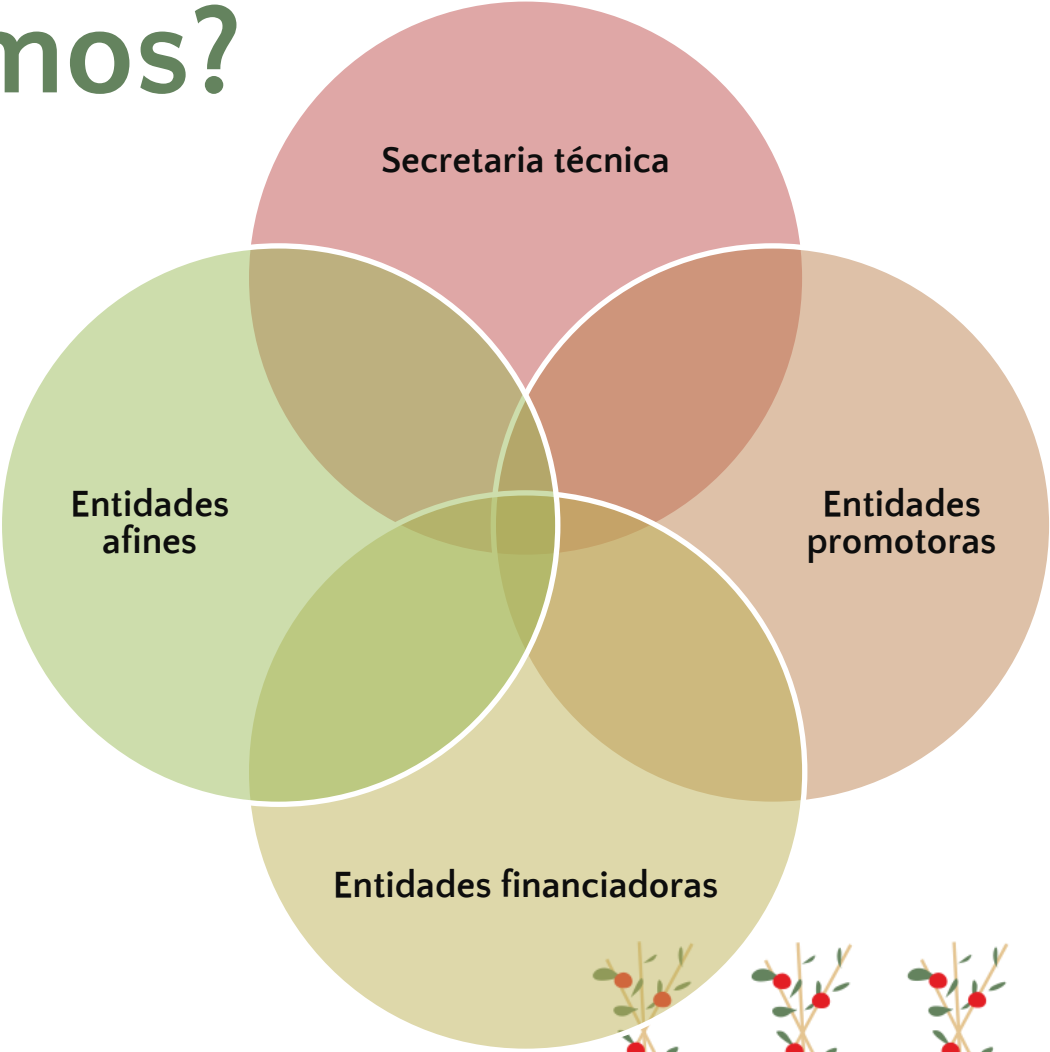 mos?
Secretaria técnica
Entidades
afines
Entidades
promotoras
Entidades financiadoras